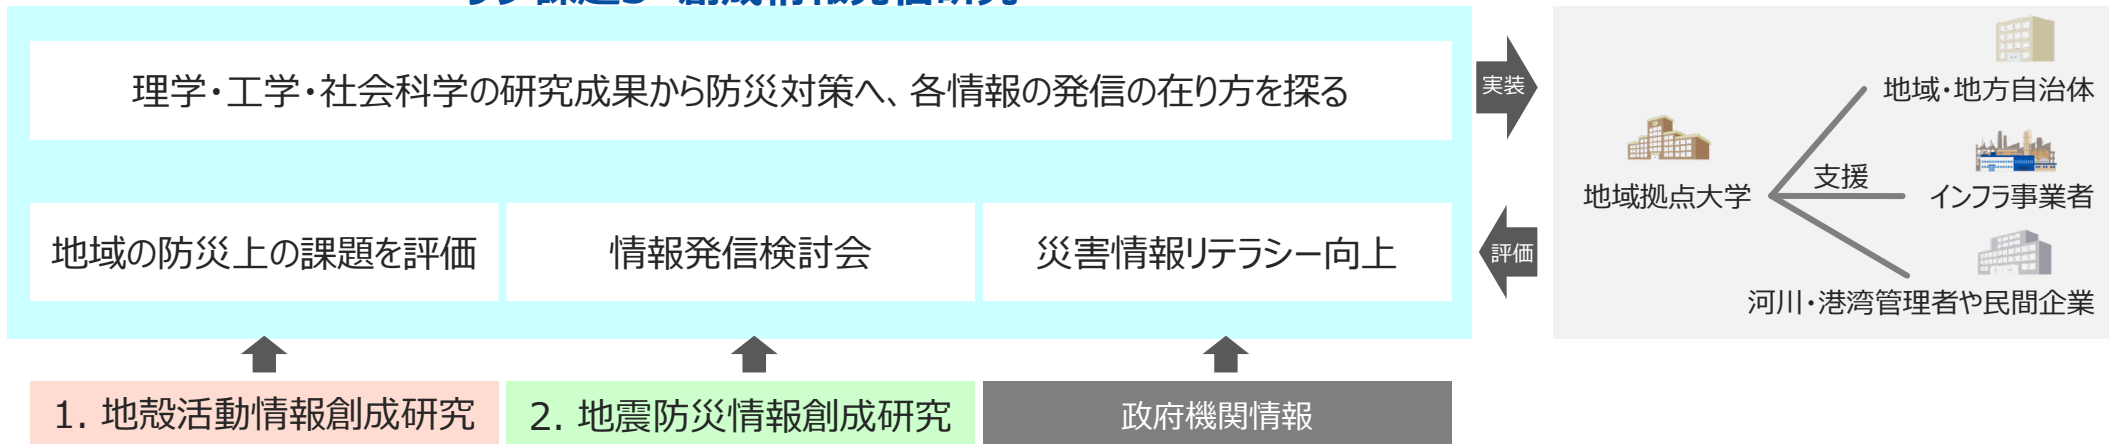 理学・工学・社会科学の研究成果から防災対策へ、各情報の発信の在り方を探る
地域の防災上の課題を評価
情報発信検討会
災害情報リテラシー向上
1. 地殻活動情報創成研究
2. 地震防災情報創成研究
政府機関情報
実装
評価
地域拠点大学
支援
地域・地方自治体
インフラ事業者
河川・港湾管理者や民間企業